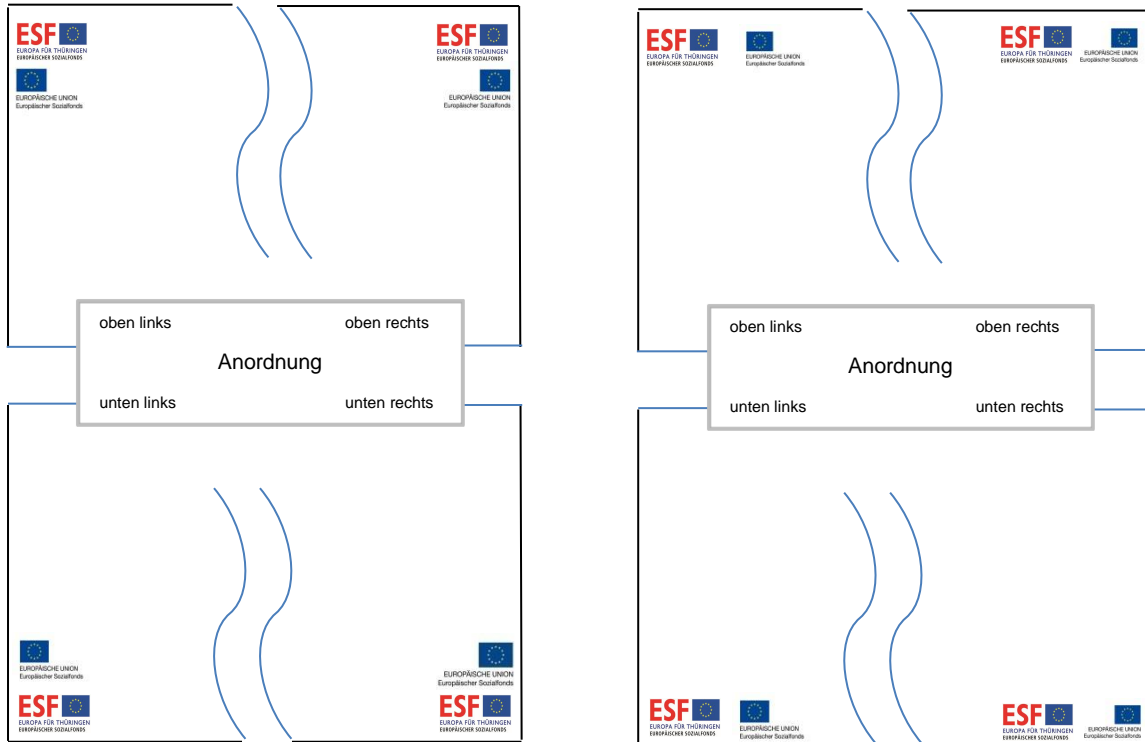 ESF
EUROPA FÜR THÜRINGEN
EUROPÄISCHER SOZIALFONDS
EUROPÄISCHE UNION
Europäischer Sozialfonds
ESF
EUROPA FÜR THÜRINGEN
EUROPÄISCHER SOZIALFONDS
EUROPÄISCHE UNION
Europäischer Sozialfonds
oben links
oben rechts
Anordnung
unten links
unten rechts
EUROPÄISCHE UNION
Europäischer Sozialfonds
ESF
EUROPA FÜR THÜRINGEN
EUROPÄISCHER SOZIALFONDS
EUROPÄISCHE UNION
Europäischer Sozialfonds
ESF
EUROPA FÜR THÜRINGEN
EUROPÄISCHER SOZIALFONDS
ESF
EUROPA FÜR THÜRINGEN
EUROPÄISCHER SOZIALFONDS
EUROPÄISCHE UNION
Europäischer Sozialfonds
ESF
EUROPA FÜR THÜRINGEN
EUROPÄISCHER SOZIALFONDS
EUROPÄISCHE UNION
Europäischer Sozialfonds
oben links
oben rechts
Anordnung
unten links
unten rechts
ESF
EUROPA FÜR THÜRINGEN
EUROPÄISCHER SOZIALFONDS
EUROPÄISCHE UNION
Europäischer Sozialfonds
ESF
EUROPA FÜR THÜRINGEN
EUROPÄISCHER SOZIALFONDS
EUROPÄISCHE UNION
Europäischer Sozialfonds